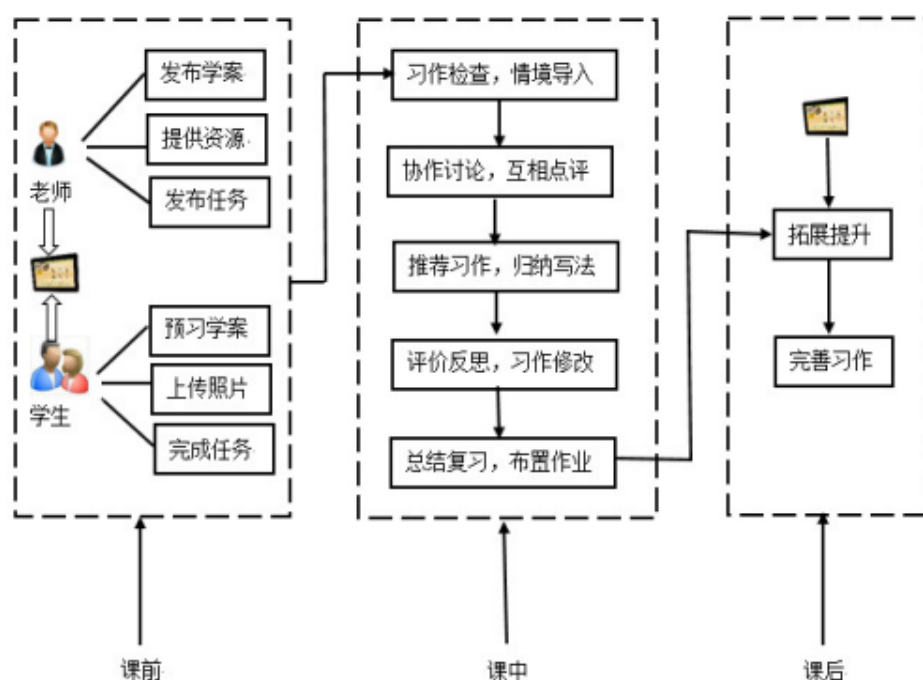 发布学案
提供资源
发布任务
老师
预习学案
上传照片
完成任务
学生
习作检查，情境导入
协作讨论，互相点评
推荐习作，归纳写法
评价反思，习作修改
总结复习，布置作业
拓展提升
完善习作
课前
课中
课后